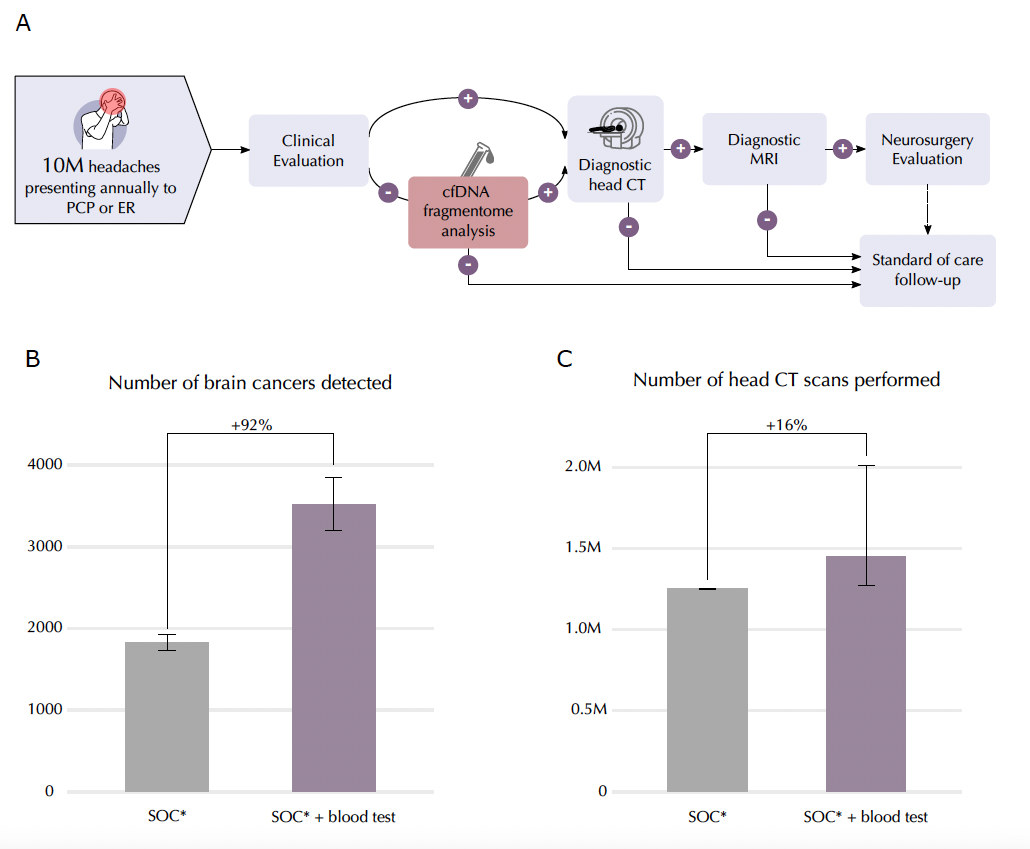 A
10M headaches
presenting annually to
PCP or ER
Clinical
Evaluation
+
-
cfDNA
fragmentome
analysis
+
-
Diagnostic
head CT
+
-
Diagnostic
MRI
+
-
Neurosurgery
Evaluation
Standard of care
follow-up
B
Number of brain cancers detected
+92%
4000
3000
2000
1000
0
SOC*
SOC* + blood test
C
Number of head CT scans performed
+16%
2.0M
1.5M
1.0M
0.5M
0
SOC*
SOC* + blood test